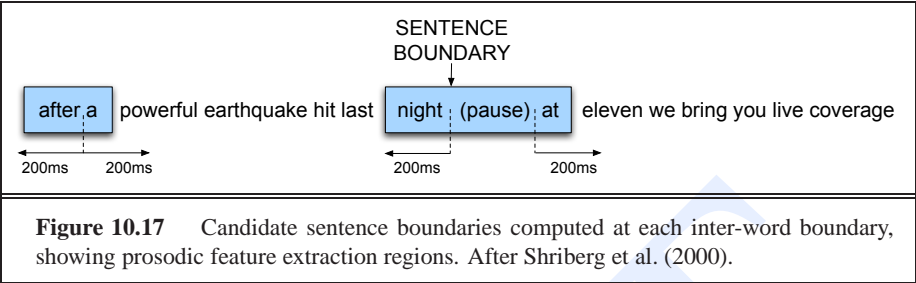 SENTENCE
BOUNDARY
after a powerful earthquake hit last night (pause) at eleven we bring you live coverage
200ms 200ms 200ms 200ms
Figure 10.17 Candidate sentence boundaries computed at each inter-word boundary,
showing prosodic feature extraction regions. After Shriberg et al. (2000).